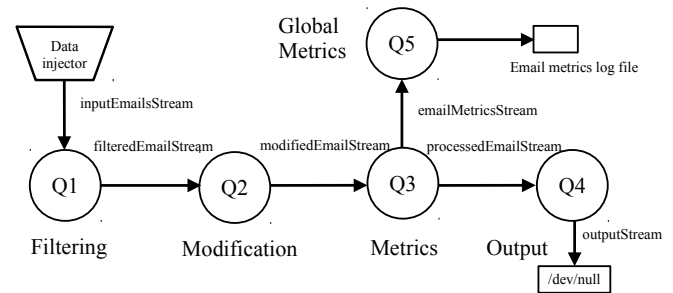 Global
Metrics
Q5
Data
injector
Email metrics log file
inputEmailsStream
emailMetricsStream
filteredEmailStream
modifiedEmailStream
processedEmailStream
Q1
Q2
Q3
Q4
Filtering
Modification
Metrics
Output
outputStream
/dev/null